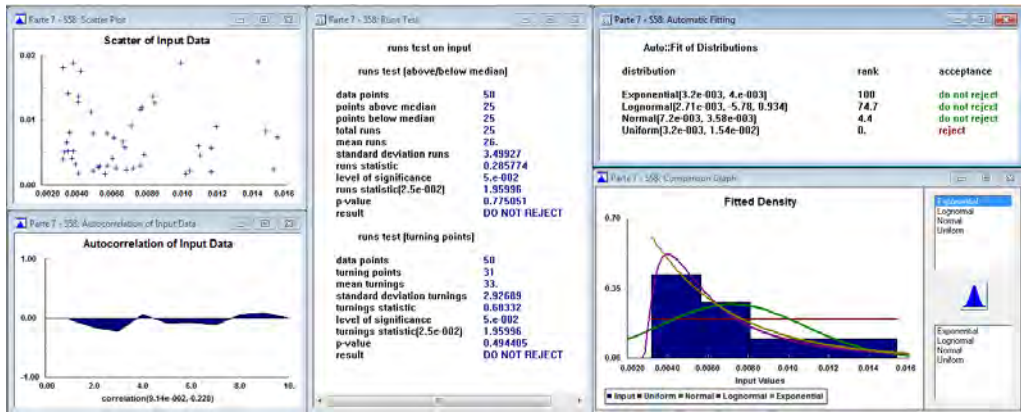 Parte 7 - S58: Scatter Plot
Scatter of Input Data
0.02
0.01
0.00
0.0020 0.0040 0.0060 0.0080 0.010 0.012 0.014 0.016
Parte 7 - S58: Autocorrelation of Input Data
Autocorrelation of Input Data
1.00
0.00
-1.00
0.00 2.0 4.0 6.0 8.0 10.
correlation(9.14e-002, -0.228)
Parte 7 - S58: Runs Test
runs test on input
runs test (above/below median)
data points 50
points above median 25
points below median 25
total runs 25
mean runs 26.
standard deviation runs 3.49927
runs statistic 0.285774
level of significance 5.e-002
runs statistic(2.5e-002) 1.95996
p-value 0.775051
result DO NOT REJECT
runs test (turning points)
data points 50
turning points 31
mean turnings 33.
standard deviation turnings 2.92689
turnings statistic 0.68332
level of significance 5.e-002
turnings statistic(2.5e-002) 1.95996
p-value 0.494405
result DO NOT REJECT
Parte 7 - S58: Automatic Fitting
Auto::Fit of Distributions
distribution rank acceptance
Exponential(3.2e-003, 4.e-003) 100 do not reject
Lognormal(2.71e-003, -5.78, 0.934) 74.7 do not reject
Normal(7.2e-003, 3.58e-003) 4.4 do not reject
Uniform(3.2e-003, 1.54e-002) 0. reject
Parte 7 - S58: Comparison Graph
Fitted Density
0.70
0.35
0.00
0.0020 0.0040 0.0060 0.0080 0.010 0.012 0.014 0.016
Input Values
Input Uniform Normal Lognormal Exponential
Exponential
Lognormal
Normal
Uniform
Exponential
Lognormal
Normal
Uniform